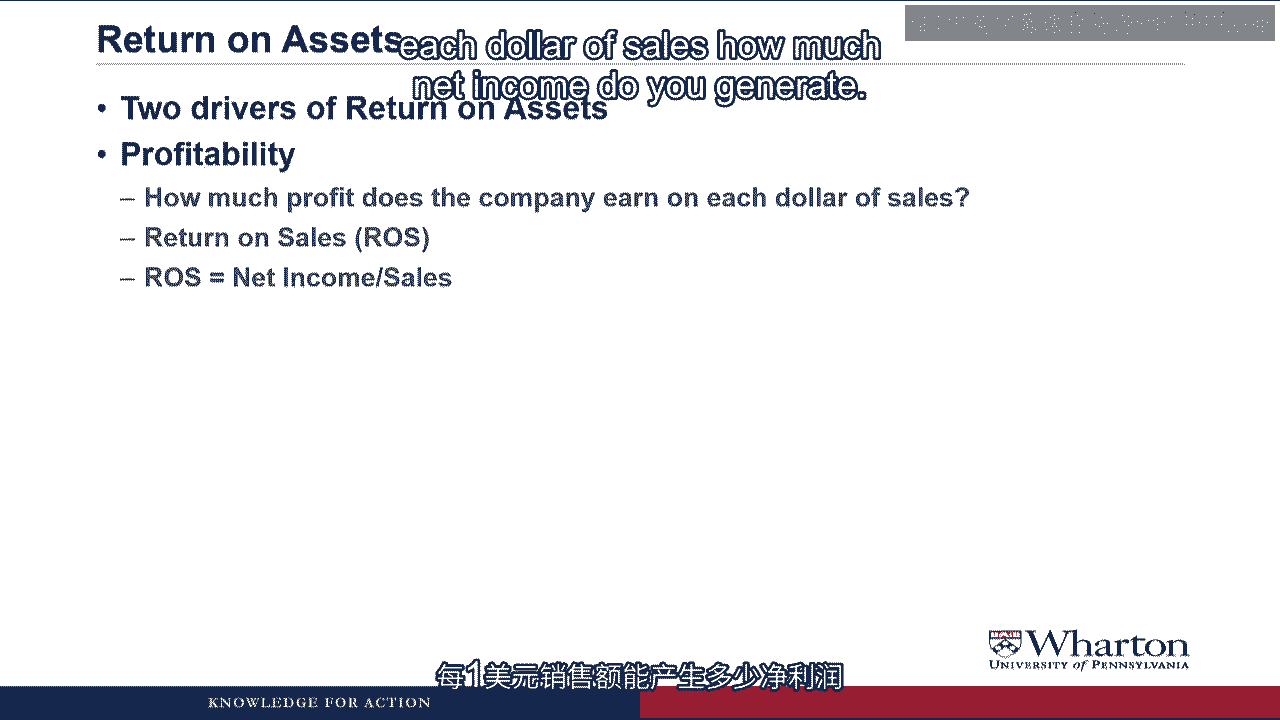 Return on Assets
each dollar of sales how much
net income do you generate.
• Two drivers of Return on Assets
• Profitability
– How much profit does the company earn on each dollar of sales?
– Return on Sales (ROS)
– ROS = Net Income/Sales
Wharton
UNIVERSITY of PENNSYLVANIA
每1美元销售额能产生多少净利润
KNOWLEDGE FOR ACTION